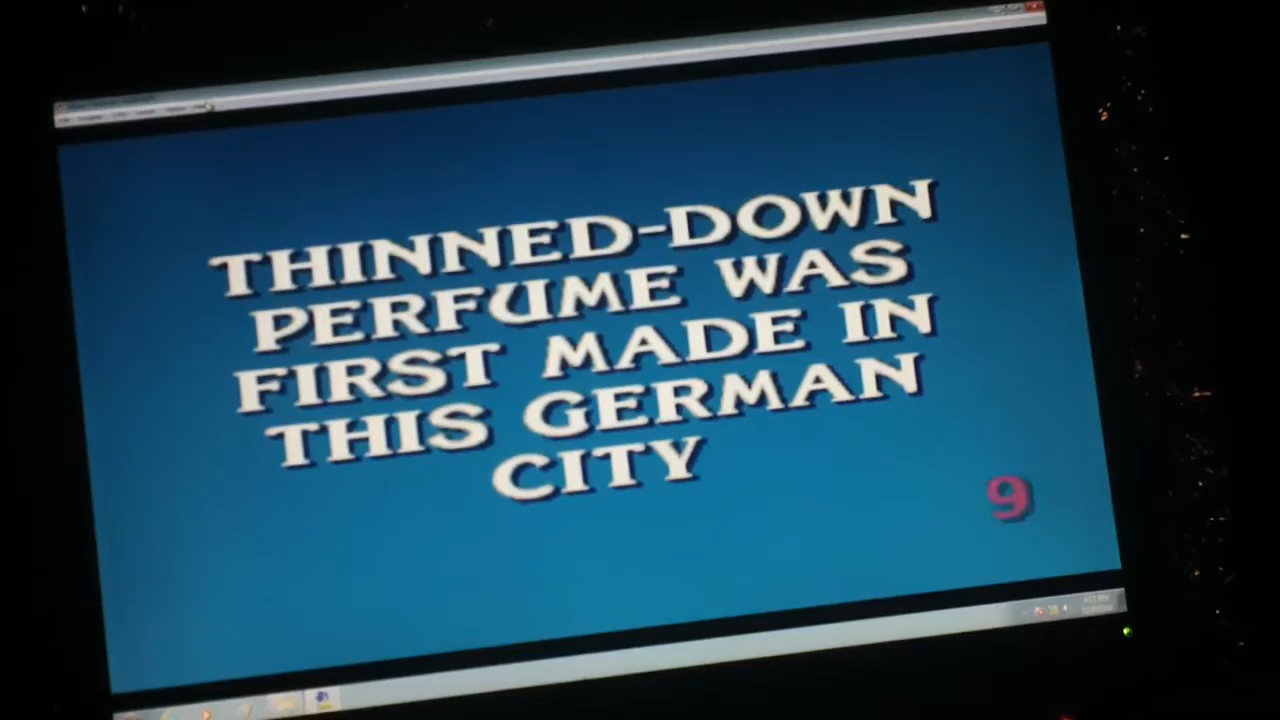 THINNED-DOWN
PERFUME WAS
FIRST MADE IN
THIS GERMAN
CITY
9